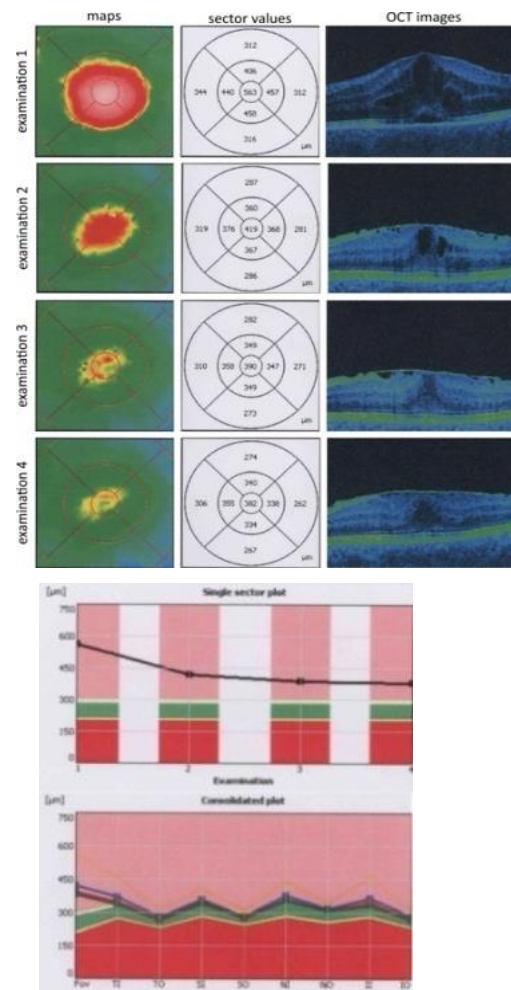 maps sector values OCT images
examination 1
312
406
344 440 563 457 312
458
316
µm
examination 2
287
360
319 376 419 368 281
367
286
examination 3
282
349
310 358 390 347 271
349
273
µm
examination 4
274
340
306 355 382 338 262
334
267
µm
[µm] Single sector plot
750
600
450
300
150
0
1 2 3 4
Examination
[µm] Consolidated plot
750
600
450
300
150
0
Fov TI TO SI SO NI NO II IO